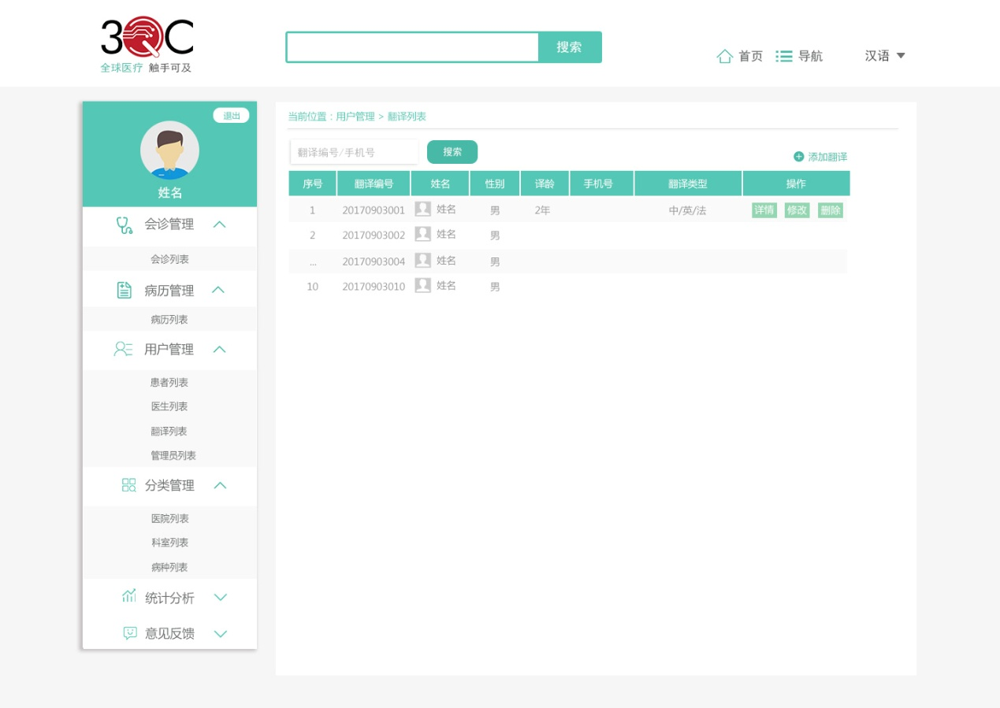 3QC
全球医疗 触手可及
搜索
首页 导航 汉语
退出
姓名
会诊管理
会诊列表
病历管理
病历列表
用户管理
患者列表
医生列表
翻译列表
管理员列表
分类管理
医院列表
科室列表
病种列表
统计分析
意见反馈
当前位置：用户管理 > 翻译列表
翻译编号/手机号 搜索
添加翻译
序号 翻译编号 姓名 性别 译龄 手机号 翻译类型 操作
1 20170903001 姓名 男 2年 中/英/法 详情 修改 删除
2 20170903002 姓名 男
... 20170903004 姓名 男
10 20170903010 姓名 男